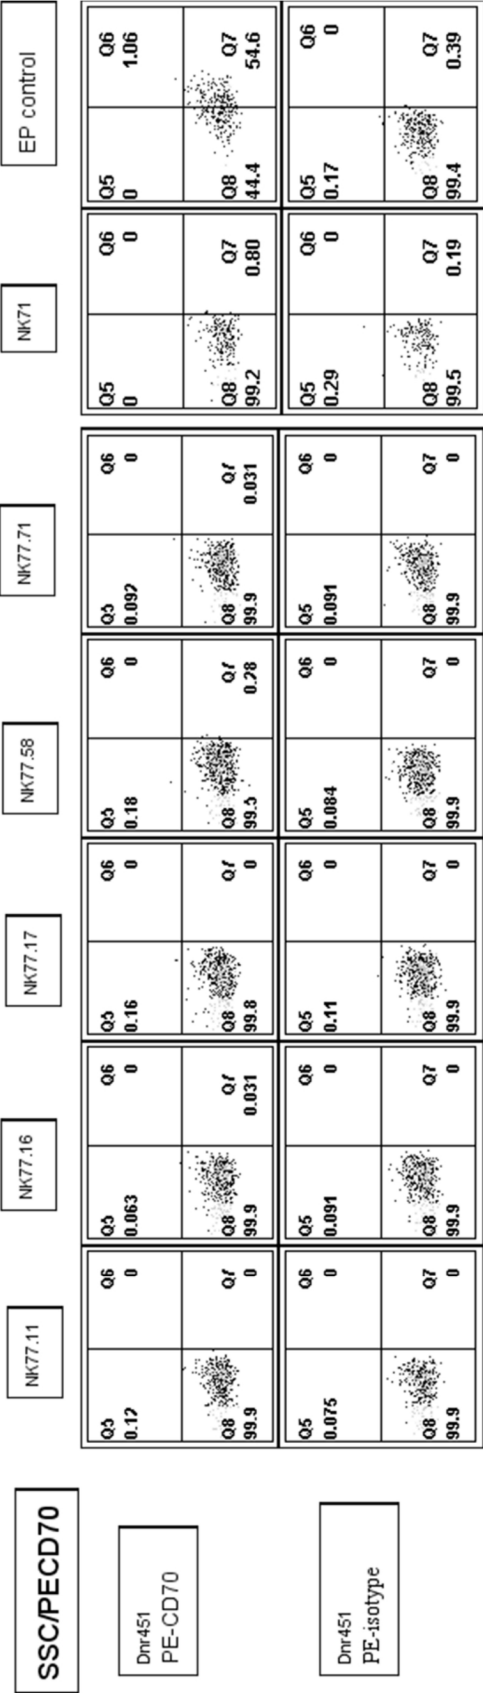 SSC/PECD70
NK77.11 NK77.16 NK77.17 NK77.58 NK77.71 NK71 EP control
Dnr451
PE-CD70
Q5 Q6 Q5 Q6 Q5 Q6 Q5 Q6 Q5 Q6 Q5 Q6 Q5 Q6
0.12 0 0.063 0 0.16 0 0.18 0 0.092 0 0 0 0 1.06
Q8 Q7 Q8 Q7 Q8 Q7 Q8 Q7 Q8 Q7 Q8 Q7 Q8 Q7
99.9 0 99.9 0.031 99.8 0 99.5 0.28 99.9 0.031 99.2 0.80 44.4 54.6
Dnr451
PE-isotype
Q5 Q6 Q5 Q6 Q5 Q6 Q5 Q6 Q5 Q6 Q5 Q6 Q5 Q6
0.075 0 0.091 0 0.11 0 0.084 0 0.091 0 0.29 0 0.17 0
Q8 Q7 Q8 Q7 Q8 Q7 Q8 Q7 Q8 Q7 Q8 Q7 Q8 Q7
99.9 0 99.9 0 99.9 0 99.9 0 99.9 0 99.5 0.19 99.4 0.39